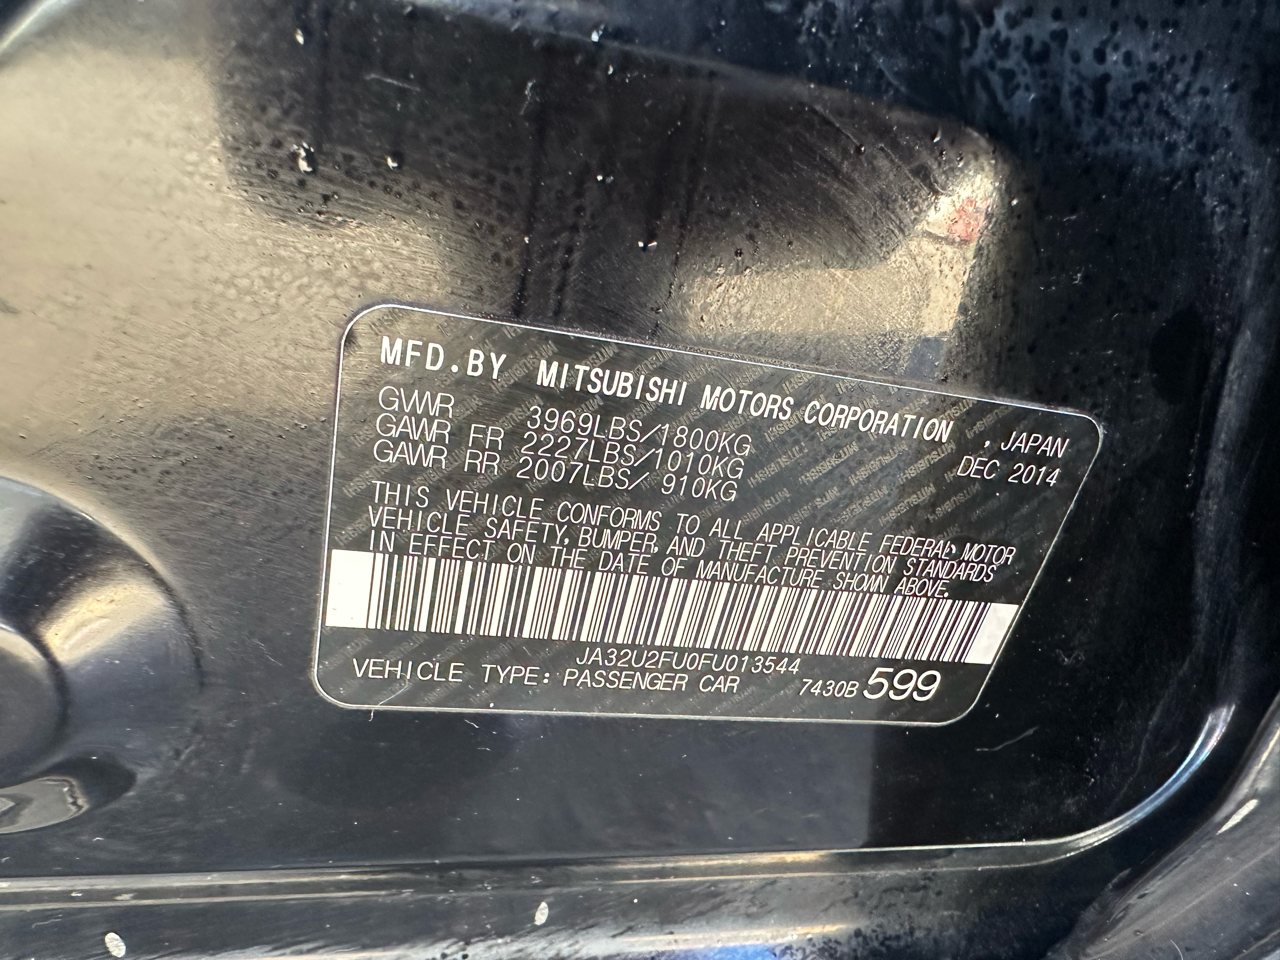 MFD.BY MITSUBISHI MOTORS CORPORATION , JAPAN
GVWR 3969LBS/1800KG DEC 2014
GAWR FR 2227LBS/1010KG
GAWR RR 2007LBS/ 910KG
THIS VEHICLE CONFORMS TO ALL APPLICABLE FEDERAL MOTOR
VEHICLE SAFETY, BUMPER, AND THEFT PREVENTION STANDARDS
IN EFFECT ON THE DATE OF MANUFACTURE SHOWN ABOVE.
JA32U2FU0FU013544
VEHICLE TYPE: PASSENGER CAR 7430B 599